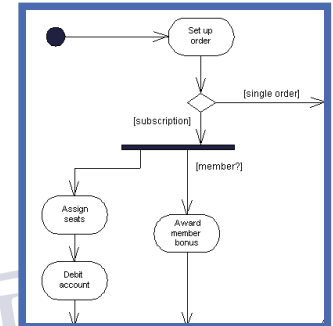 Set up
order
[single order]
[subscription]
[member?]
Assign
seats
Award
member
bonus
Debit
account